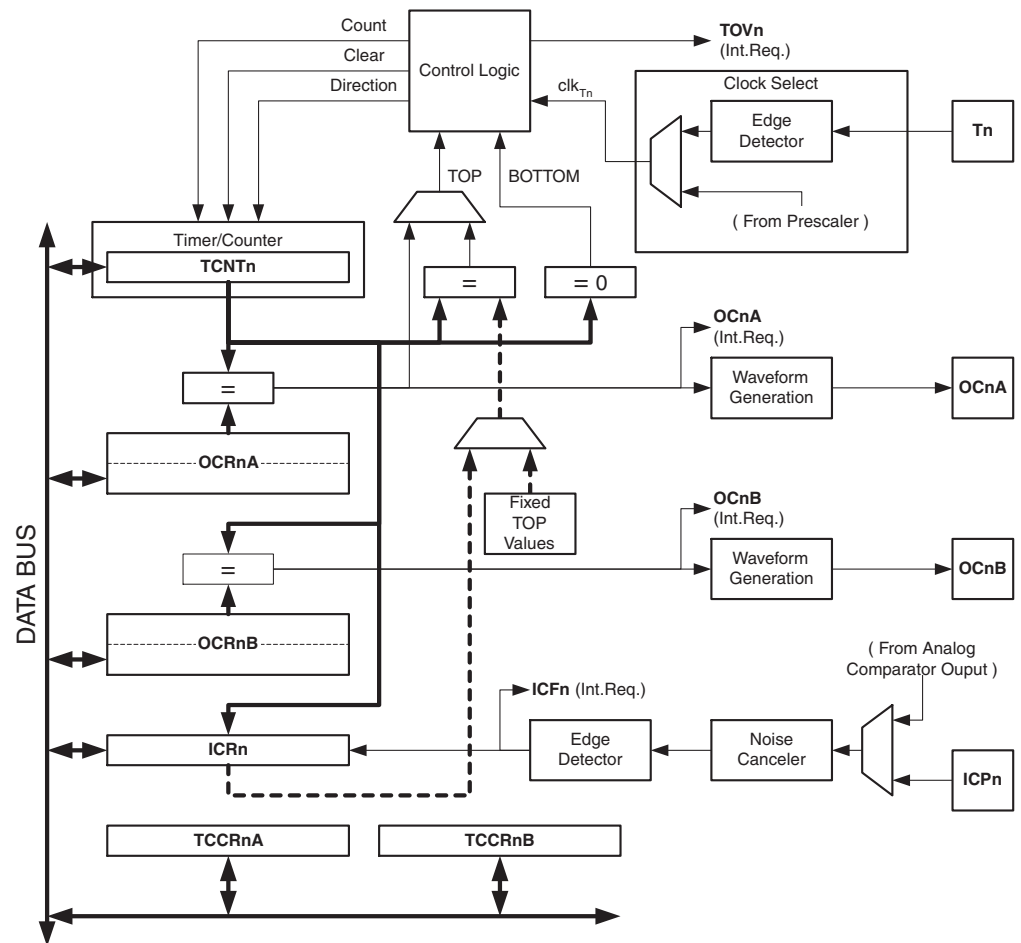 Count
Clear
Direction
Control Logic
TOVn
(Int.Req.)
clkTn
Clock Select
Edge
Detector
Tn
( From Prescaler )
TOP
BOTTOM
Timer/Counter
TCNTn
=
= 0
OCnA
(Int.Req.)
=
Waveform
Generation
OCnA
OCRnA
Fixed
TOP
Values
OCnB
(Int.Req.)
=
Waveform
Generation
OCnB
OCRnB
DATA BUS
( From Analog
Comparator Ouput )
ICFn (Int.Req.)
ICRn
Edge
Detector
Noise
Canceler
ICPn
TCCRnA
TCCRnB